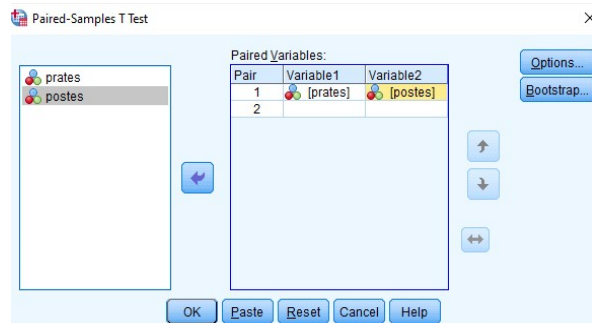 Paired-Samples T Test
Paired Variables:
Pair Variable1 Variable2
prates
postes
1 [prates] [postes]
2
Options...
Bootstrap...
OK Paste Reset Cancel Help